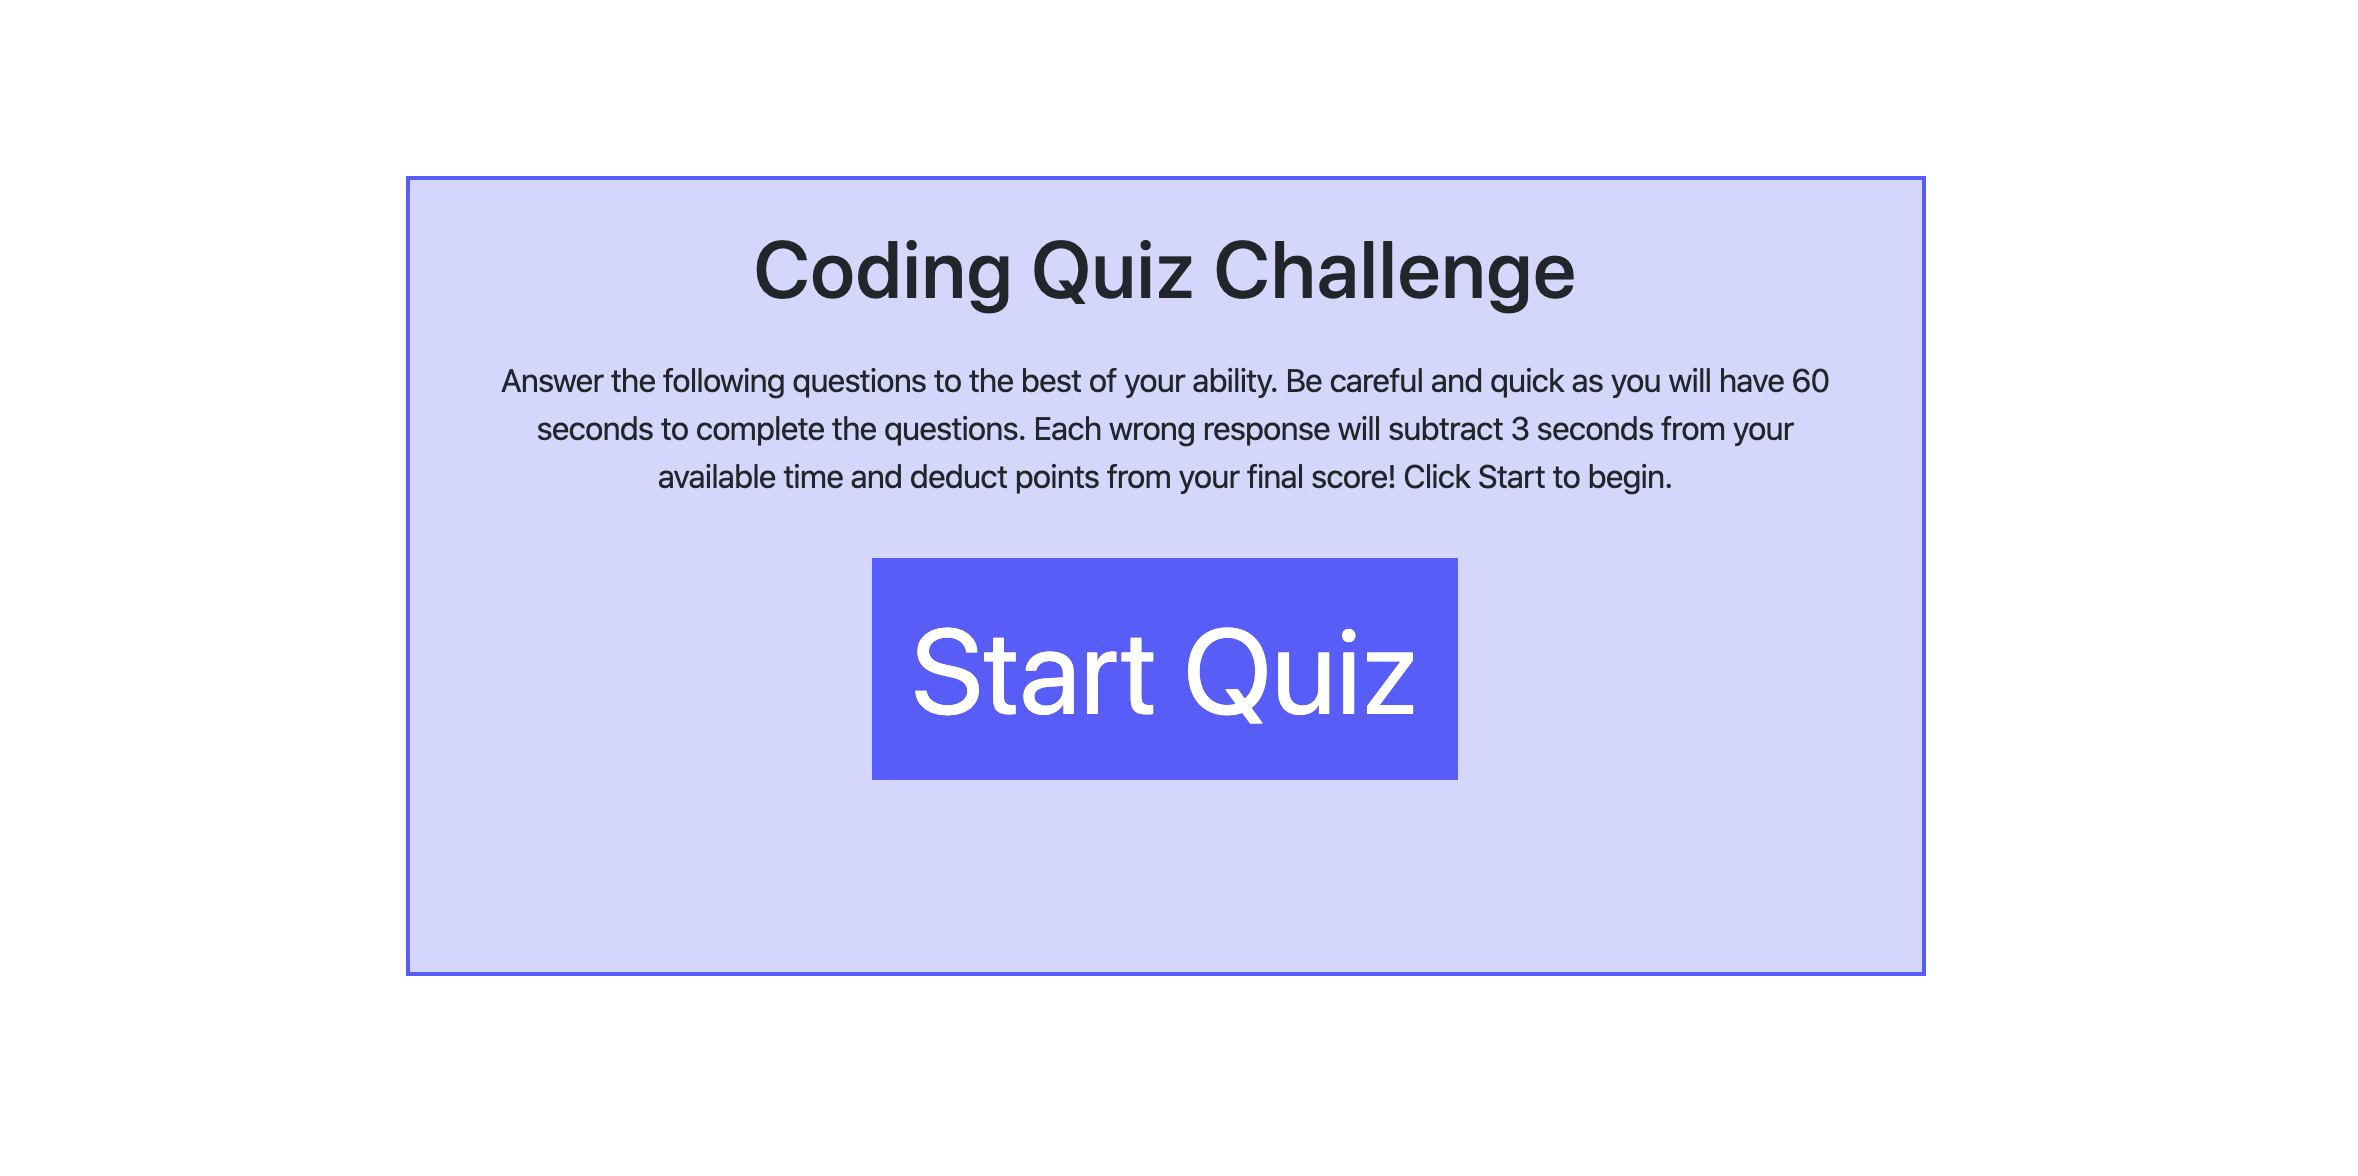 Coding Quiz Challenge
Answer the following questions to the best of your ability. Be careful and quick as you will have 60
seconds to complete the questions. Each wrong response will subtract 3 seconds from your
available time and deduct points from your final score! Click Start to begin.
Start Quiz